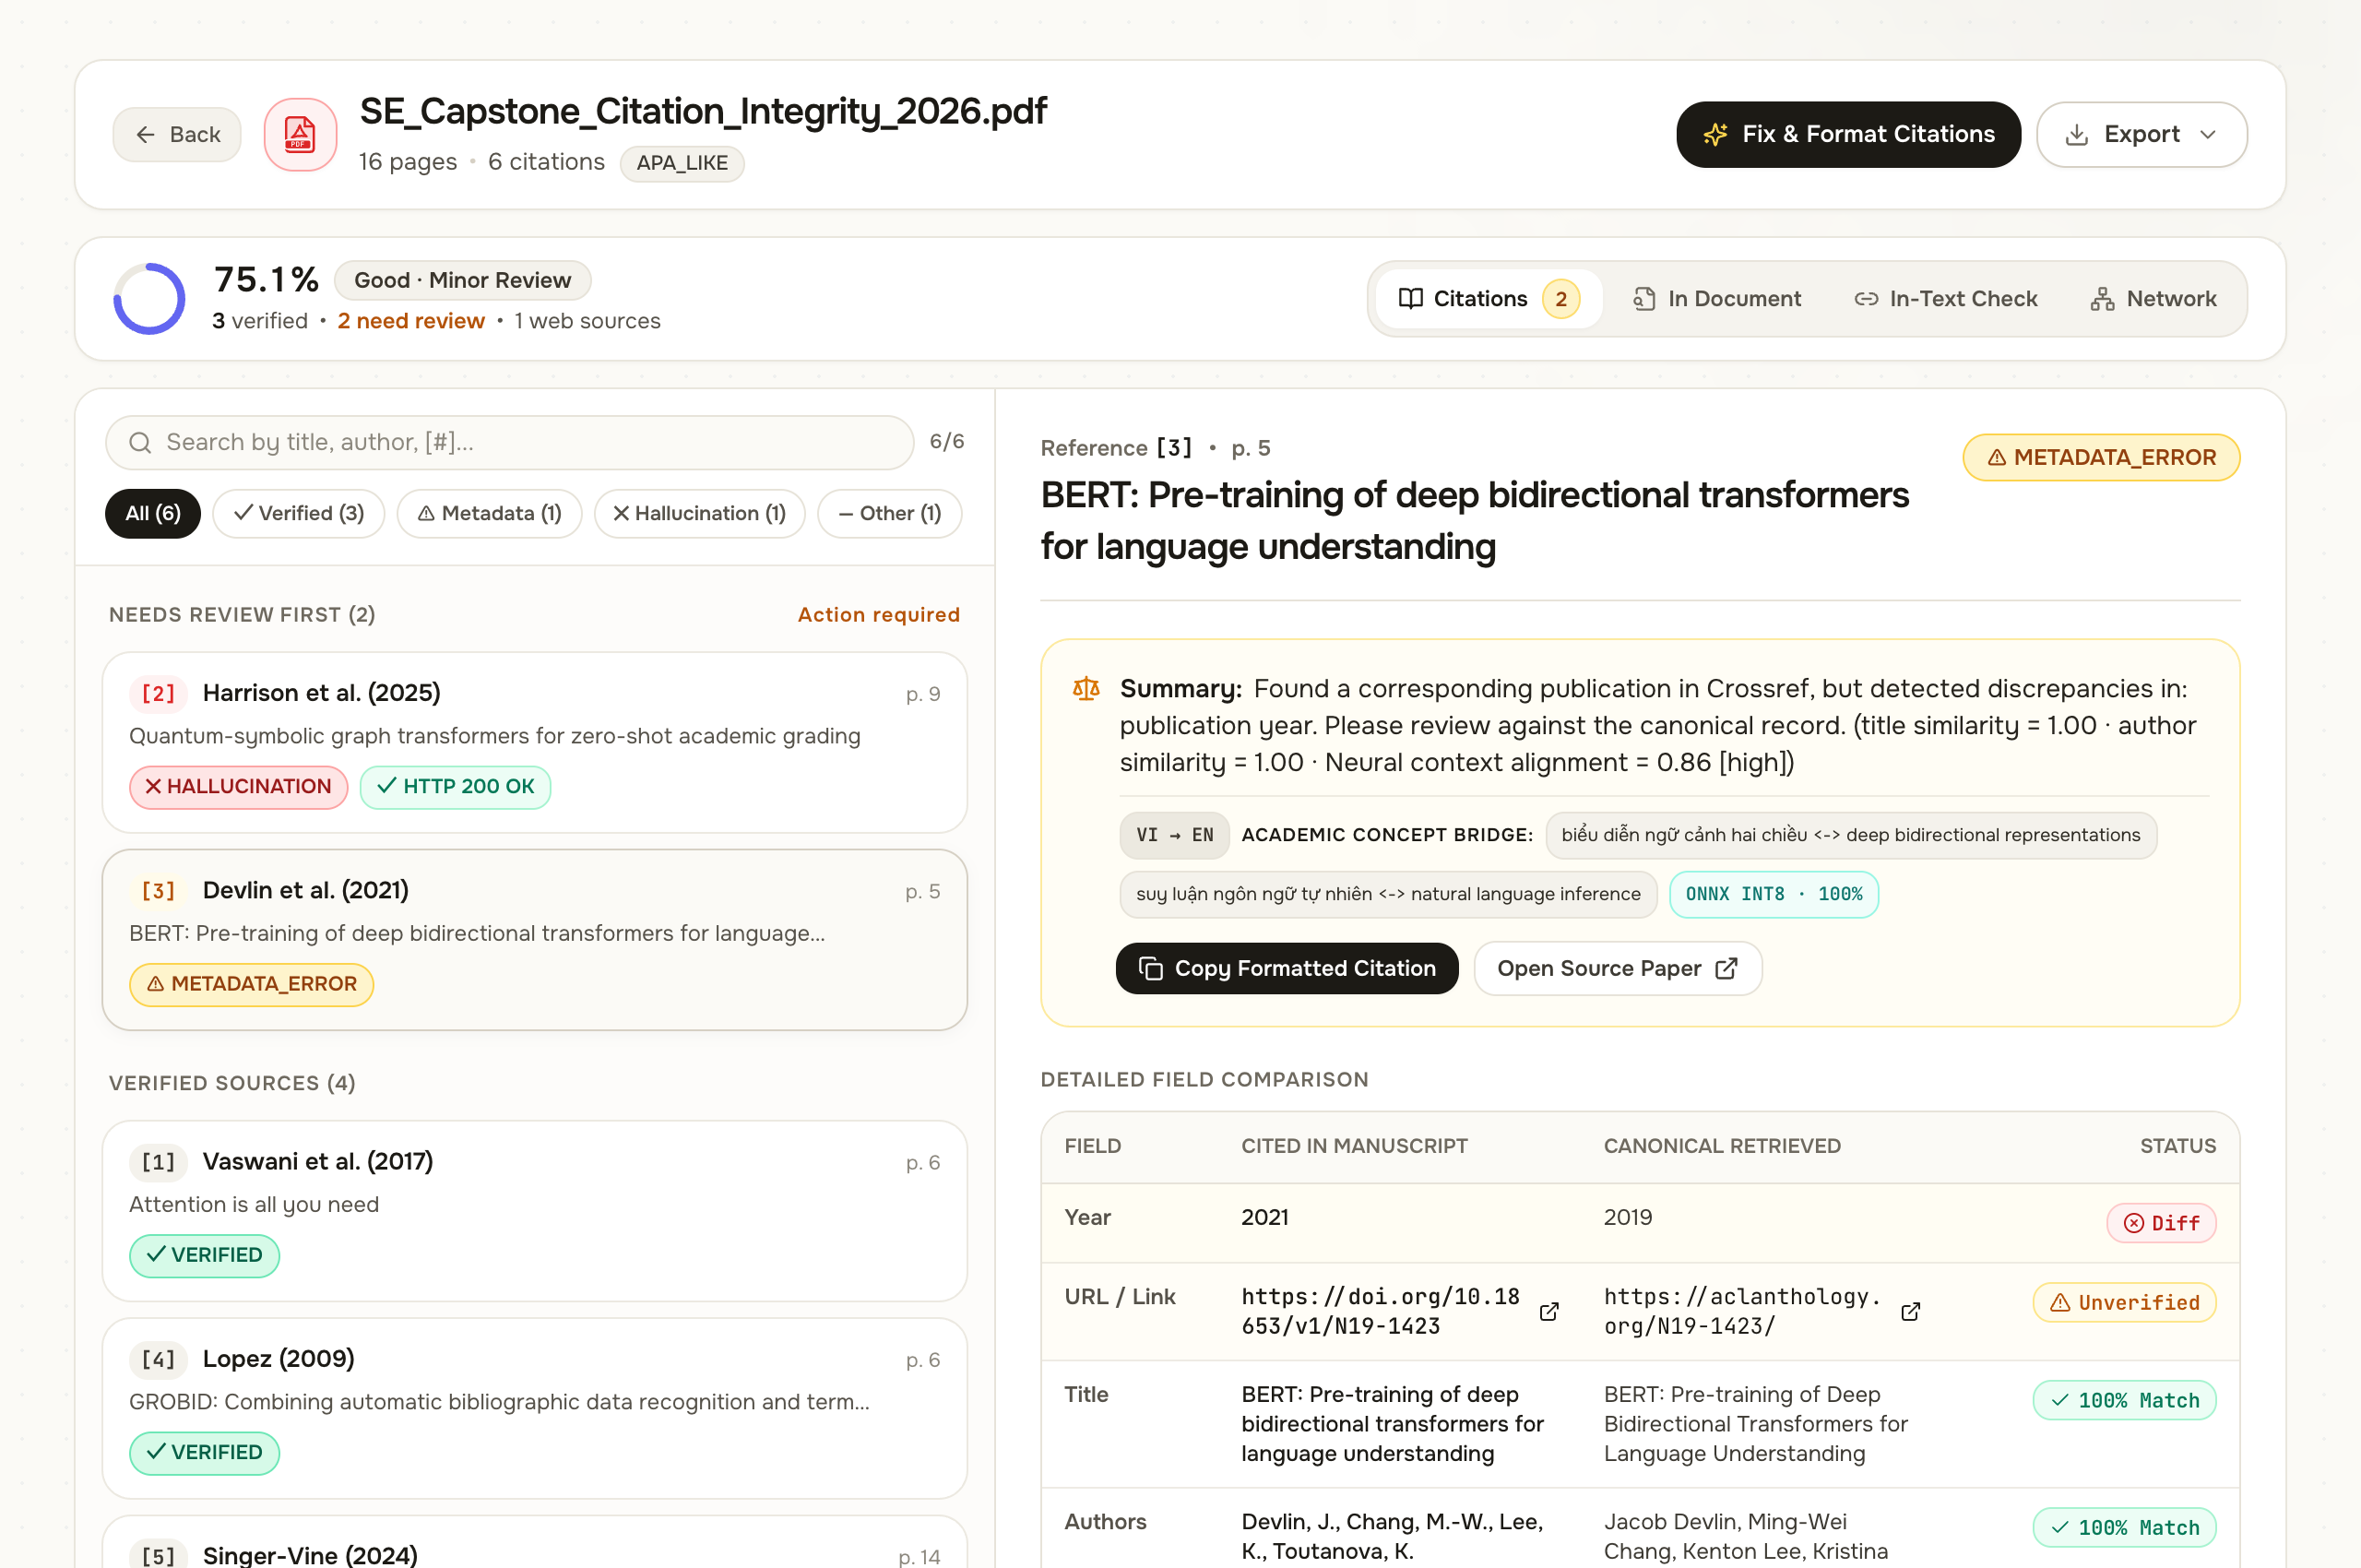 Back
SE_Capstone_Citation_Integrity_2026.pdf
16 pages • 6 citations APA_LIKE
Fix & Format Citations
Export
75.1% Good · Minor Review
3 verified • 2 need review • 1 web sources
Citations 2
In Document
In-Text Check
Network
Search by title, author, [#]...
6/6
All (6)
Verified (3)
Metadata (1)
Hallucination (1)
Other (1)
NEEDS REVIEW FIRST (2)
Action required
[2] Harrison et al. (2025) p. 9
Quantum-symbolic graph transformers for zero-shot academic grading
HALLUCINATION
HTTP 200 OK
[3] Devlin et al. (2021) p. 5
BERT: Pre-training of deep bidirectional transformers for language...
METADATA_ERROR
VERIFIED SOURCES (4)
[1] Vaswani et al. (2017) p. 6
Attention is all you need
VERIFIED
[4] Lopez (2009) p. 6
GROBID: Combining automatic bibliographic data recognition and term...
VERIFIED
[5] Singer-Vine (2024) p. 14
Reference [3] • p. 5
METADATA_ERROR
BERT: Pre-training of deep bidirectional transformers
for language understanding
Summary: Found a corresponding publication in Crossref, but detected discrepancies in:
publication year. Please review against the canonical record. (title similarity = 1.00 · author
similarity = 1.00 · Neural context alignment = 0.86 [high])
VI → EN ACADEMIC CONCEPT BRIDGE: biểu diễn ngữ cảnh hai chiều <-> deep bidirectional representations
suy luận ngôn ngữ tự nhiên <-> natural language inference ONNX INT8 · 100%
Copy Formatted Citation
Open Source Paper
DETAILED FIELD COMPARISON
FIELD CITED IN MANUSCRIPT CANONICAL RETRIEVED STATUS
Year 2021 2019 Diff
URL / Link https://doi.org/10.18 https://aclanthology. Unverified
653/v1/N19-1423 org/N19-1423/
Title BERT: Pre-training of deep BERT: Pre-training of Deep 100% Match
bidirectional transformers for Bidirectional Transformers for
language understanding Language Understanding
Authors Devlin, J., Chang, M.-W., Lee, Jacob Devlin, Ming-Wei 100% Match
K., Toutanova, K. Chang, Kenton Lee, Kristina